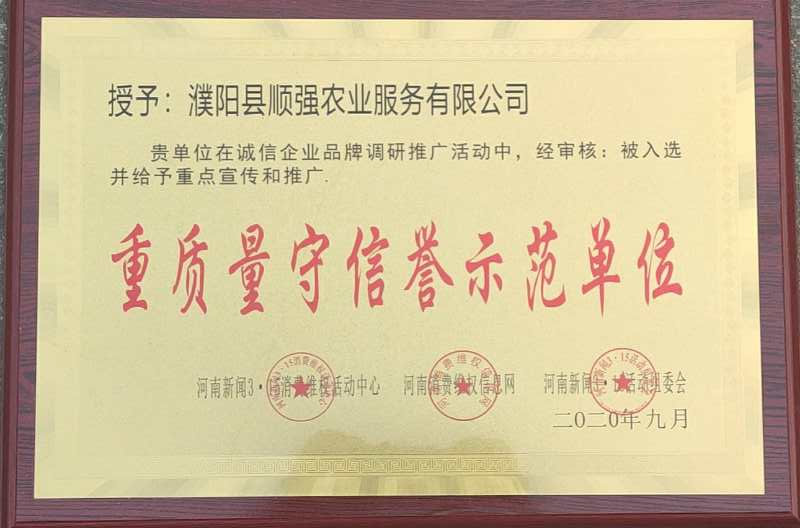 授予：濮阳县顺强农业服务有限公司
贵单位在诚信企业品牌调研推广活动中，经审核：被入选
并给予重点宣传和推广.
重质量守信誉示范单位
河南新闻3·15消费维权活动中心 河南消费维权信息网 河南新闻3·15活动组委会
二〇二〇年九月